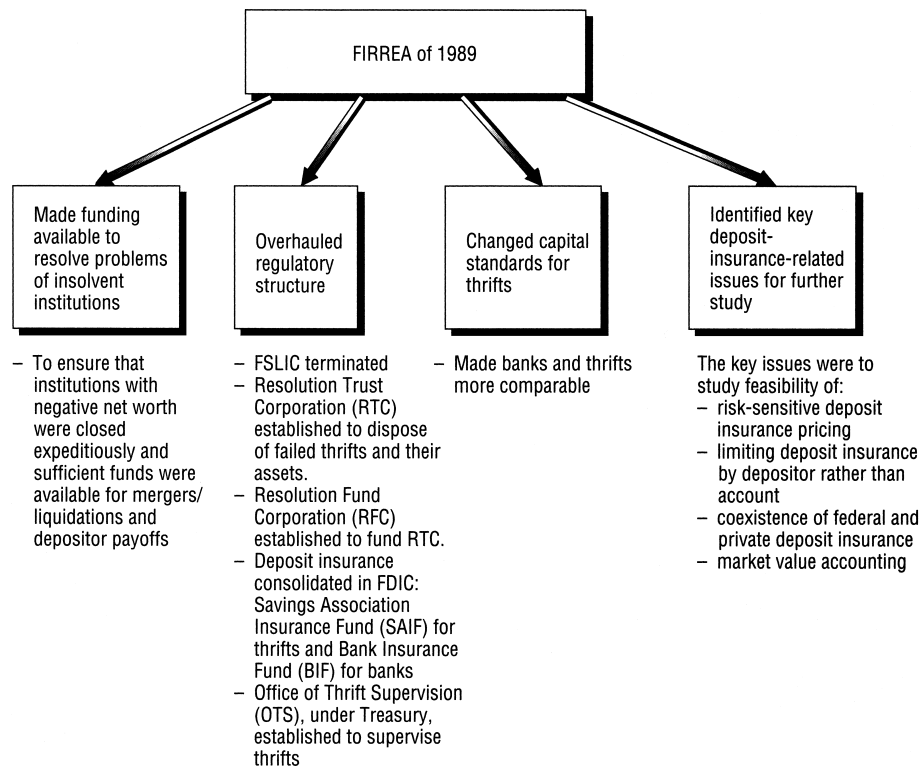 FIRREA of 1989
Made funding
available to
resolve problems
of insolvent
institutions
– To ensure that
institutions with
negative net worth
were closed
expeditiously and
sufficient funds were
available for mergers/
liquidations and
depositor payoffs
Overhauled
regulatory
structure
– FSLIC terminated
– Resolution Trust
Corporation (RTC)
established to dispose
of failed thrifts and their
assets.
– Resolution Fund
Corporation (RFC)
established to fund RTC.
– Deposit insurance
consolidated in FDIC:
Savings Association
Insurance Fund (SAIF) for
thrifts and Bank Insurance
Fund (BIF) for banks
– Office of Thrift Supervision
(OTS), under Treasury,
established to supervise
thrifts
Changed capital
standards for
thrifts
– Made banks and thrifts
more comparable
Identified key
deposit-
insurance-related
issues for further
study
The key issues were to
study feasibility of:
– risk-sensitive deposit
insurance pricing
– limiting deposit insurance
by depositor rather than
account
– coexistence of federal and
private deposit insurance
– market value accounting